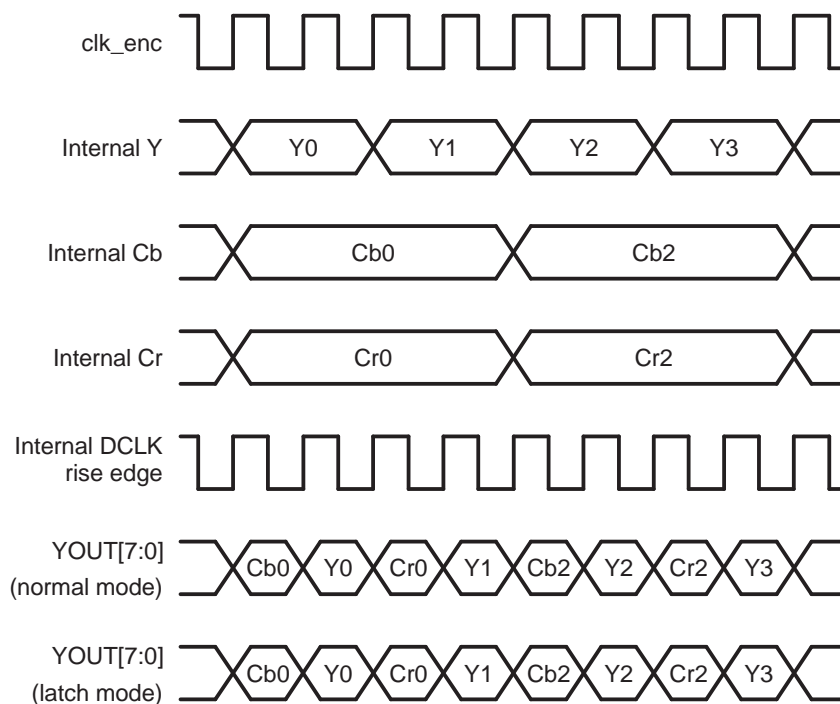 clk_enc
Internal Y
Y0 Y1 Y2 Y3
Internal Cb
Cb0 Cb2
Internal Cr
Cr0 Cr2
Internal DCLK
rise edge
YOUT[7:0]
(normal mode)
Cb0 Y0 Cr0 Y1 Cb2 Y2 Cr2 Y3
YOUT[7:0]
(latch mode)
Cb0 Y0 Cr0 Y1 Cb2 Y2 Cr2 Y3